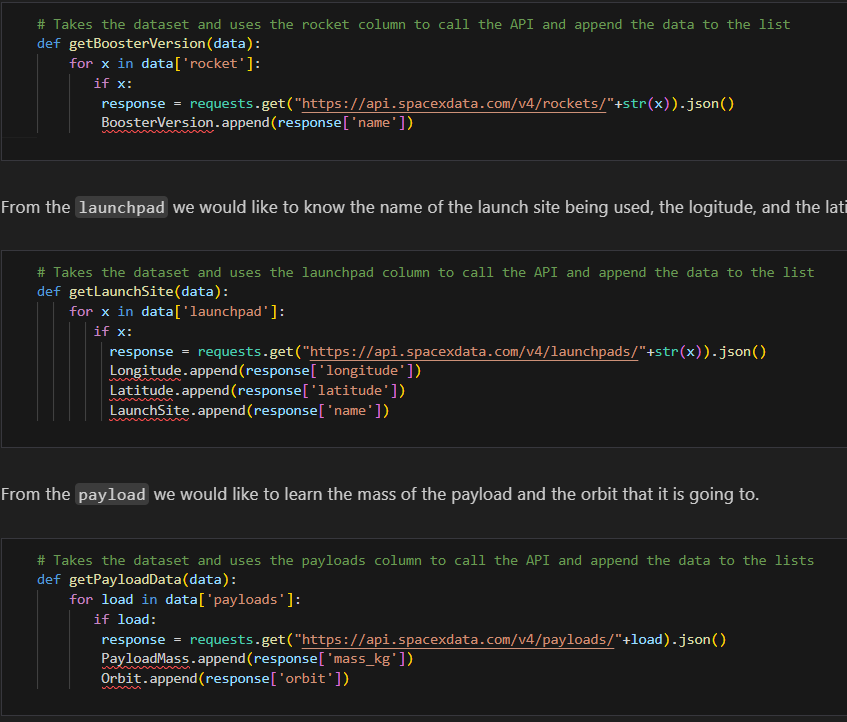 # Takes the dataset and uses the rocket column to call the API and append the data to the list
def getBoosterVersion(data):
    for x in data['rocket']:
       if x:
        response = requests.get("https://api.spacexdata.com/v4/rockets/"+str(x)).json()
        BoosterVersion.append(response['name'])
From the launchpad we would like to know the name of the launch site being used, the logitude, and the lati
# Takes the dataset and uses the launchpad column to call the API and append the data to the list
def getLaunchSite(data):
    for x in data['launchpad']:
       if x:
         response = requests.get("https://api.spacexdata.com/v4/launchpads/"+str(x)).json()
         Longitude.append(response['longitude'])
         Latitude.append(response['latitude'])
         LaunchSite.append(response['name'])
From the payload we would like to learn the mass of the payload and the orbit that it is going to.
# Takes the dataset and uses the payloads column to call the API and append the data to the lists
def getPayloadData(data):
    for load in data['payloads']:
       if load:
        response = requests.get("https://api.spacexdata.com/v4/payloads/"+load).json()
        PayloadMass.append(response['mass_kg'])
        Orbit.append(response['orbit'])